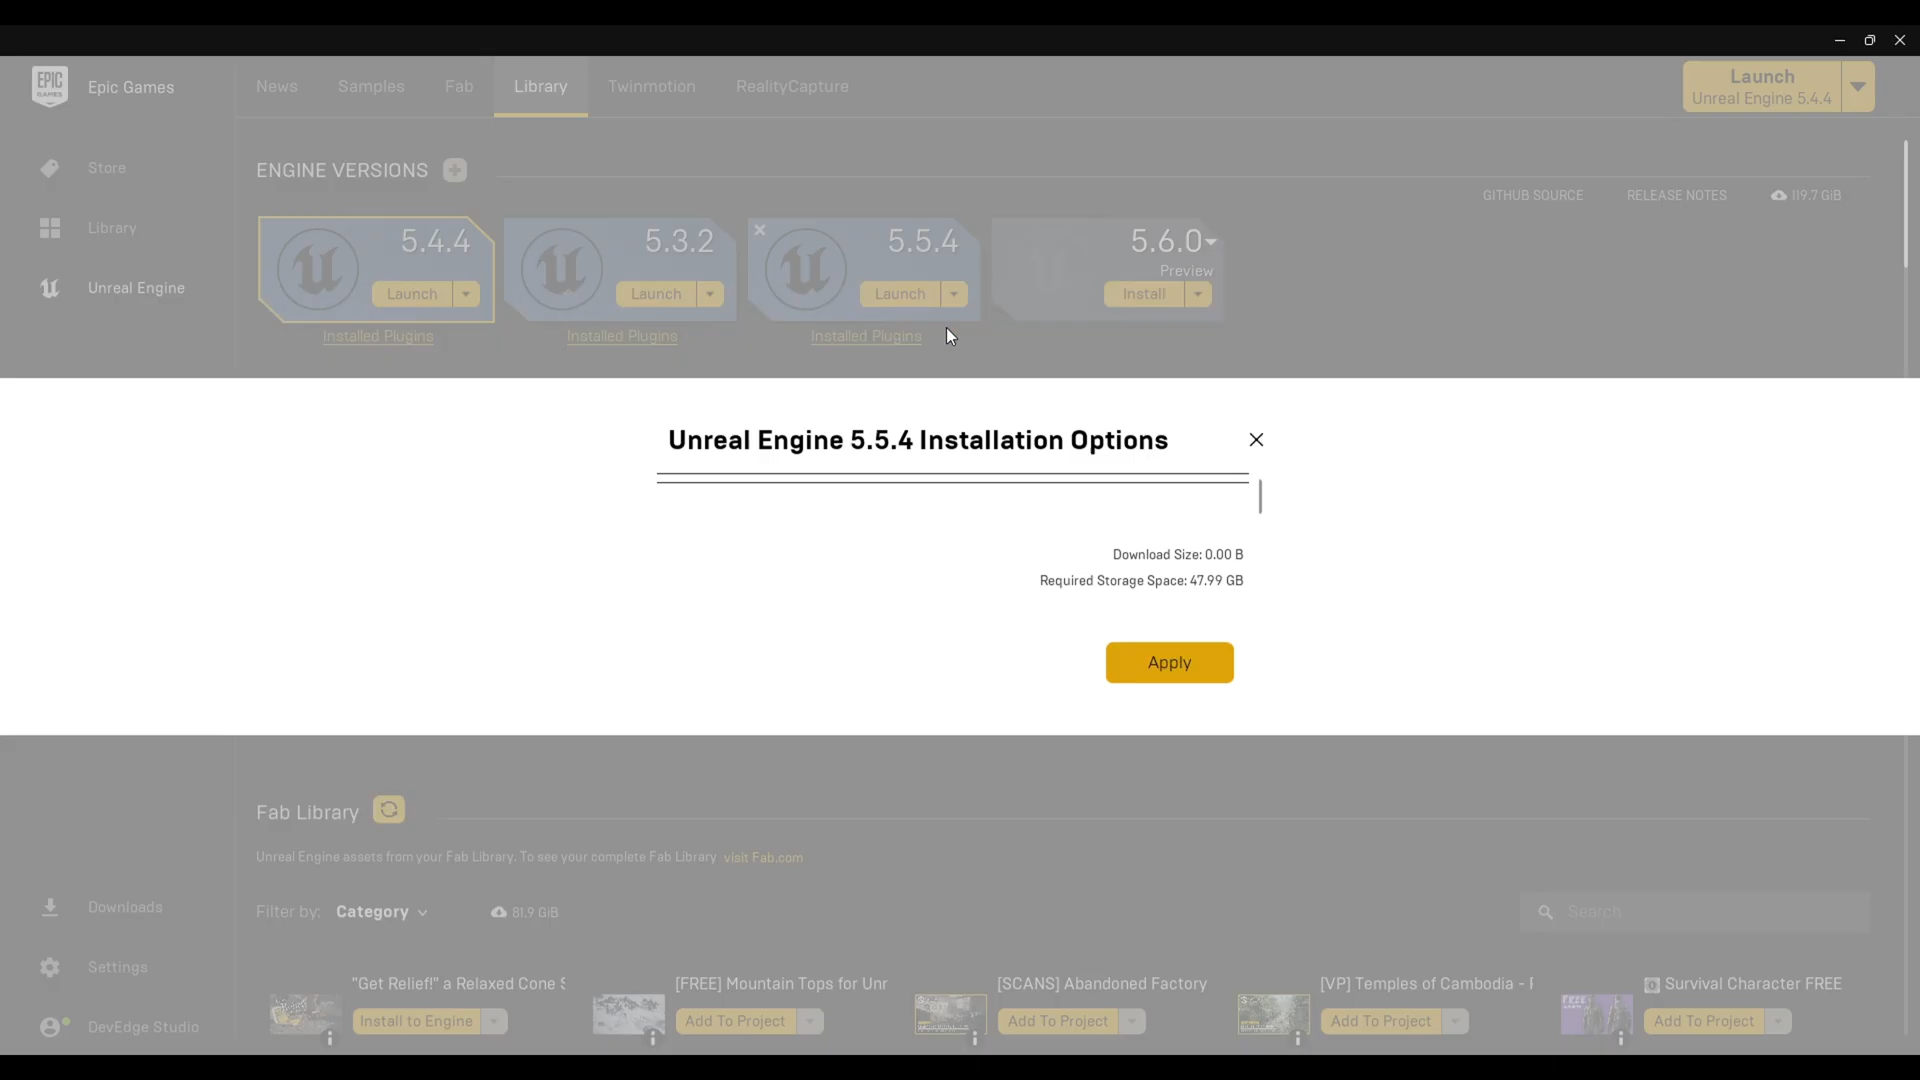 EPIC GAMES
Epic Games
News
Samples
Fab
Library
Twinmotion
RealityCapture
Launch
Unreal Engine 5.4.4
Store
Library
Unreal Engine
ENGINE VERSIONS
GITHUB SOURCE
RELEASE NOTES
119.7 GiB
5.4.4
Launch
Installed Plugins
5.3.2
Launch
Installed Plugins
5.5.4
Launch
Installed Plugins
5.6.0
Preview
Install
Unreal Engine 5.5.4 Installation Options
Download Size: 0.00 B
Required Storage Space: 47.99 GB
Apply
Fab Library
Unreal Engine assets from your Fab Library. To see your complete Fab Library visit Fab.com
Filter by:
Category
81.9 GiB
Search
Downloads
Settings
DevEdge Studio
"Get Relief!" a Relaxed Cone S
Install to Engine
[FREE] Mountain Tops for Unr
Add To Project
[SCANS] Abandoned Factory
Add To Project
[VP] Temples of Cambodia - F
Add To Project
FREE
Survival Character FREE
Add To Project